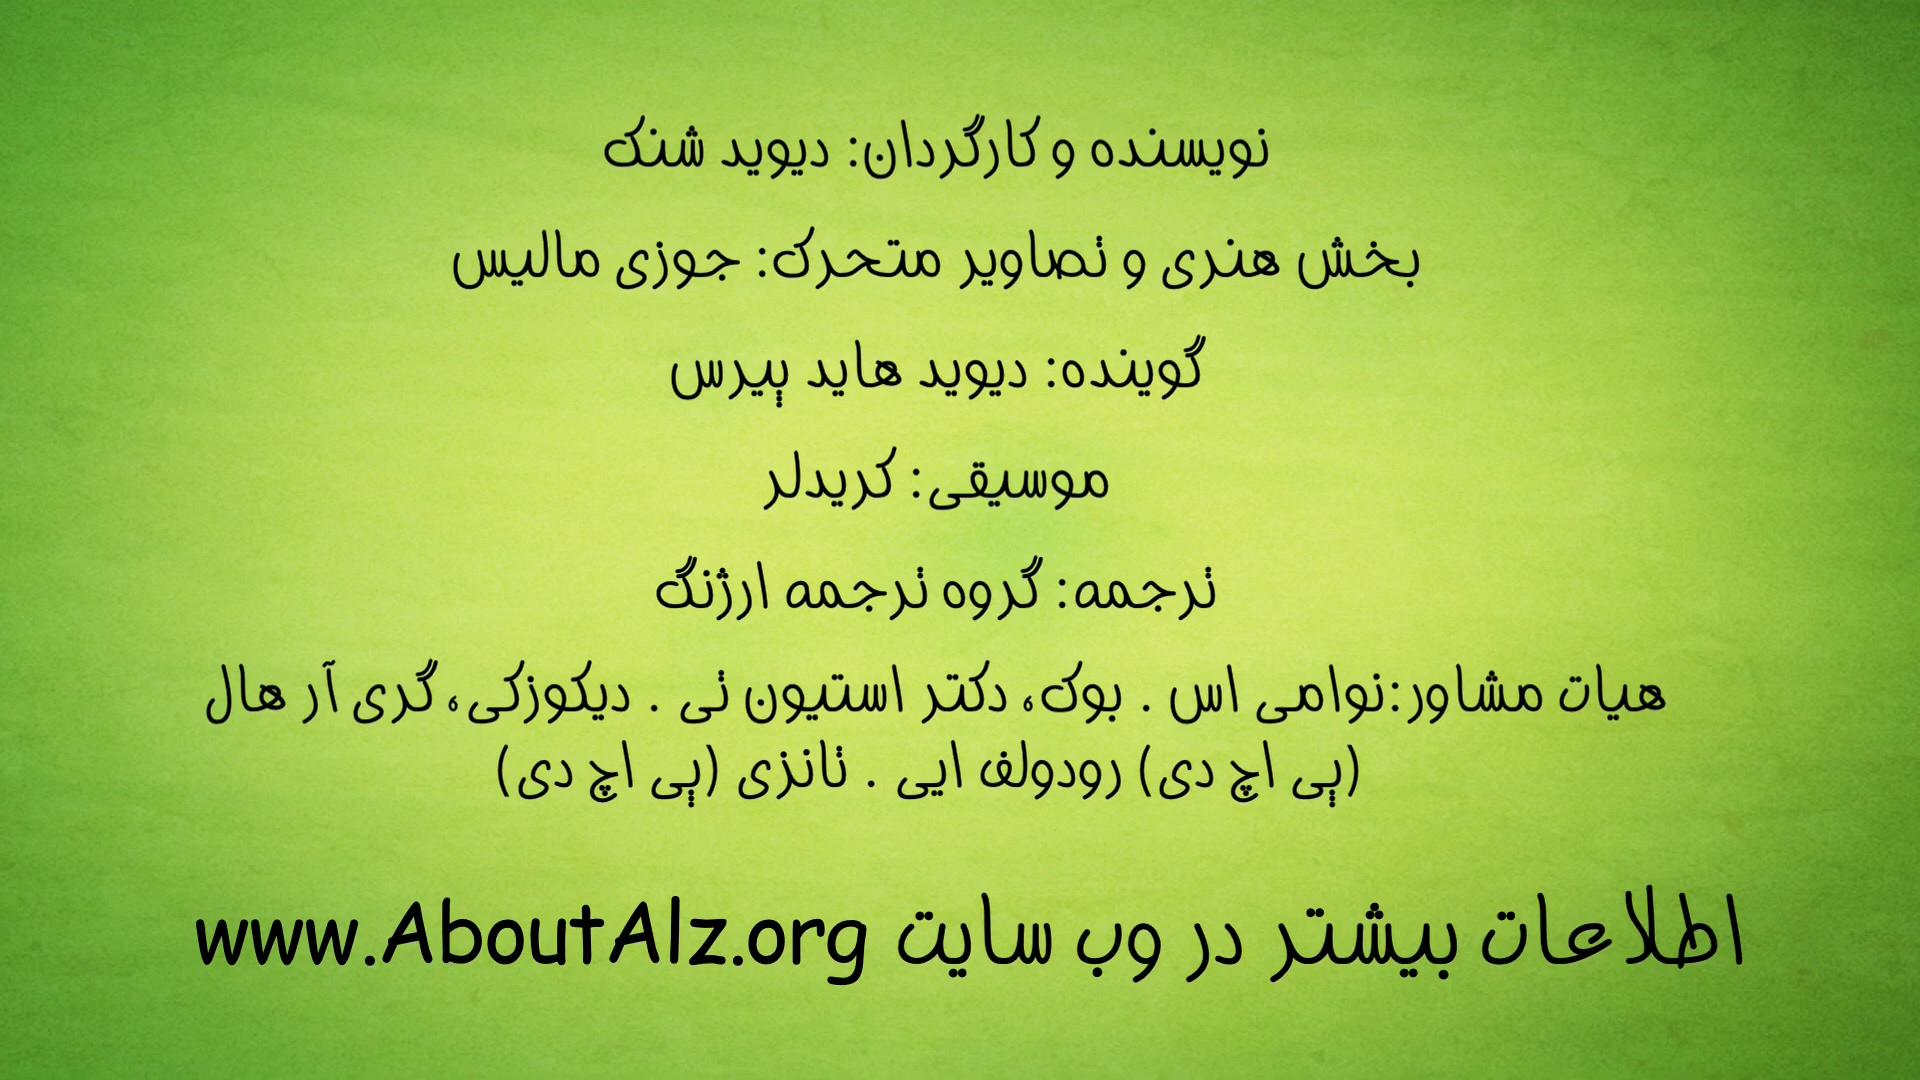 نویسنده و کارگردان: دیوید شنک
بخش هنری و تصاویر متحرک: جوزی مالیس
گوینده: دیوید هاید پیرس
موسیقی: کریدلر
ترجمه: گروه ترجمه ارژنگ
هیات مشاور:نوامی اس . بوک، دکتر استیون تی . دیکوزکی، گری آر هال
(پی اچ دی) رودولف ایی . تانزی (پی اچ دی)
اطلاعات بیشتر در وب سایت www.AboutAlz.org